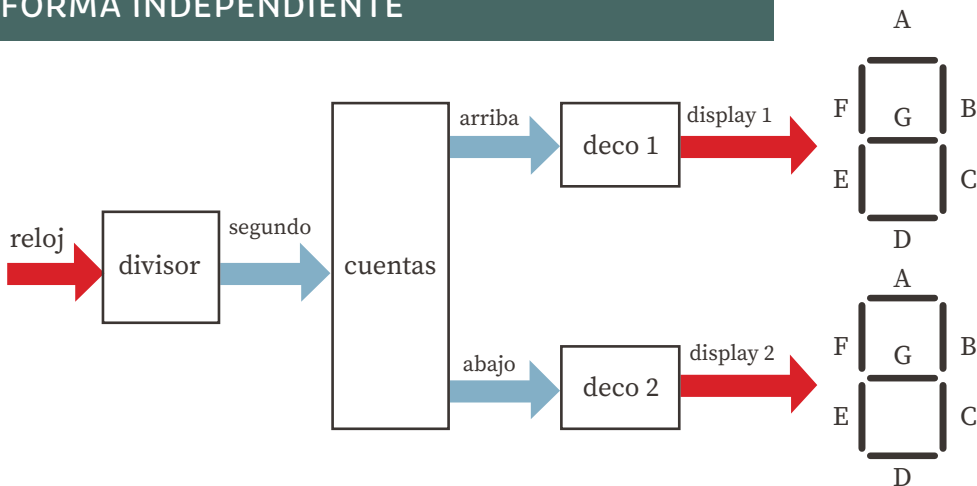 FORMA INDEPENDIENTE
A
F
G
B
E
C
D
A
F
G
B
E
C
D
reloj
divisor
segundo
cuentas
arriba
deco 1
display 1
abajo
deco 2
display 2